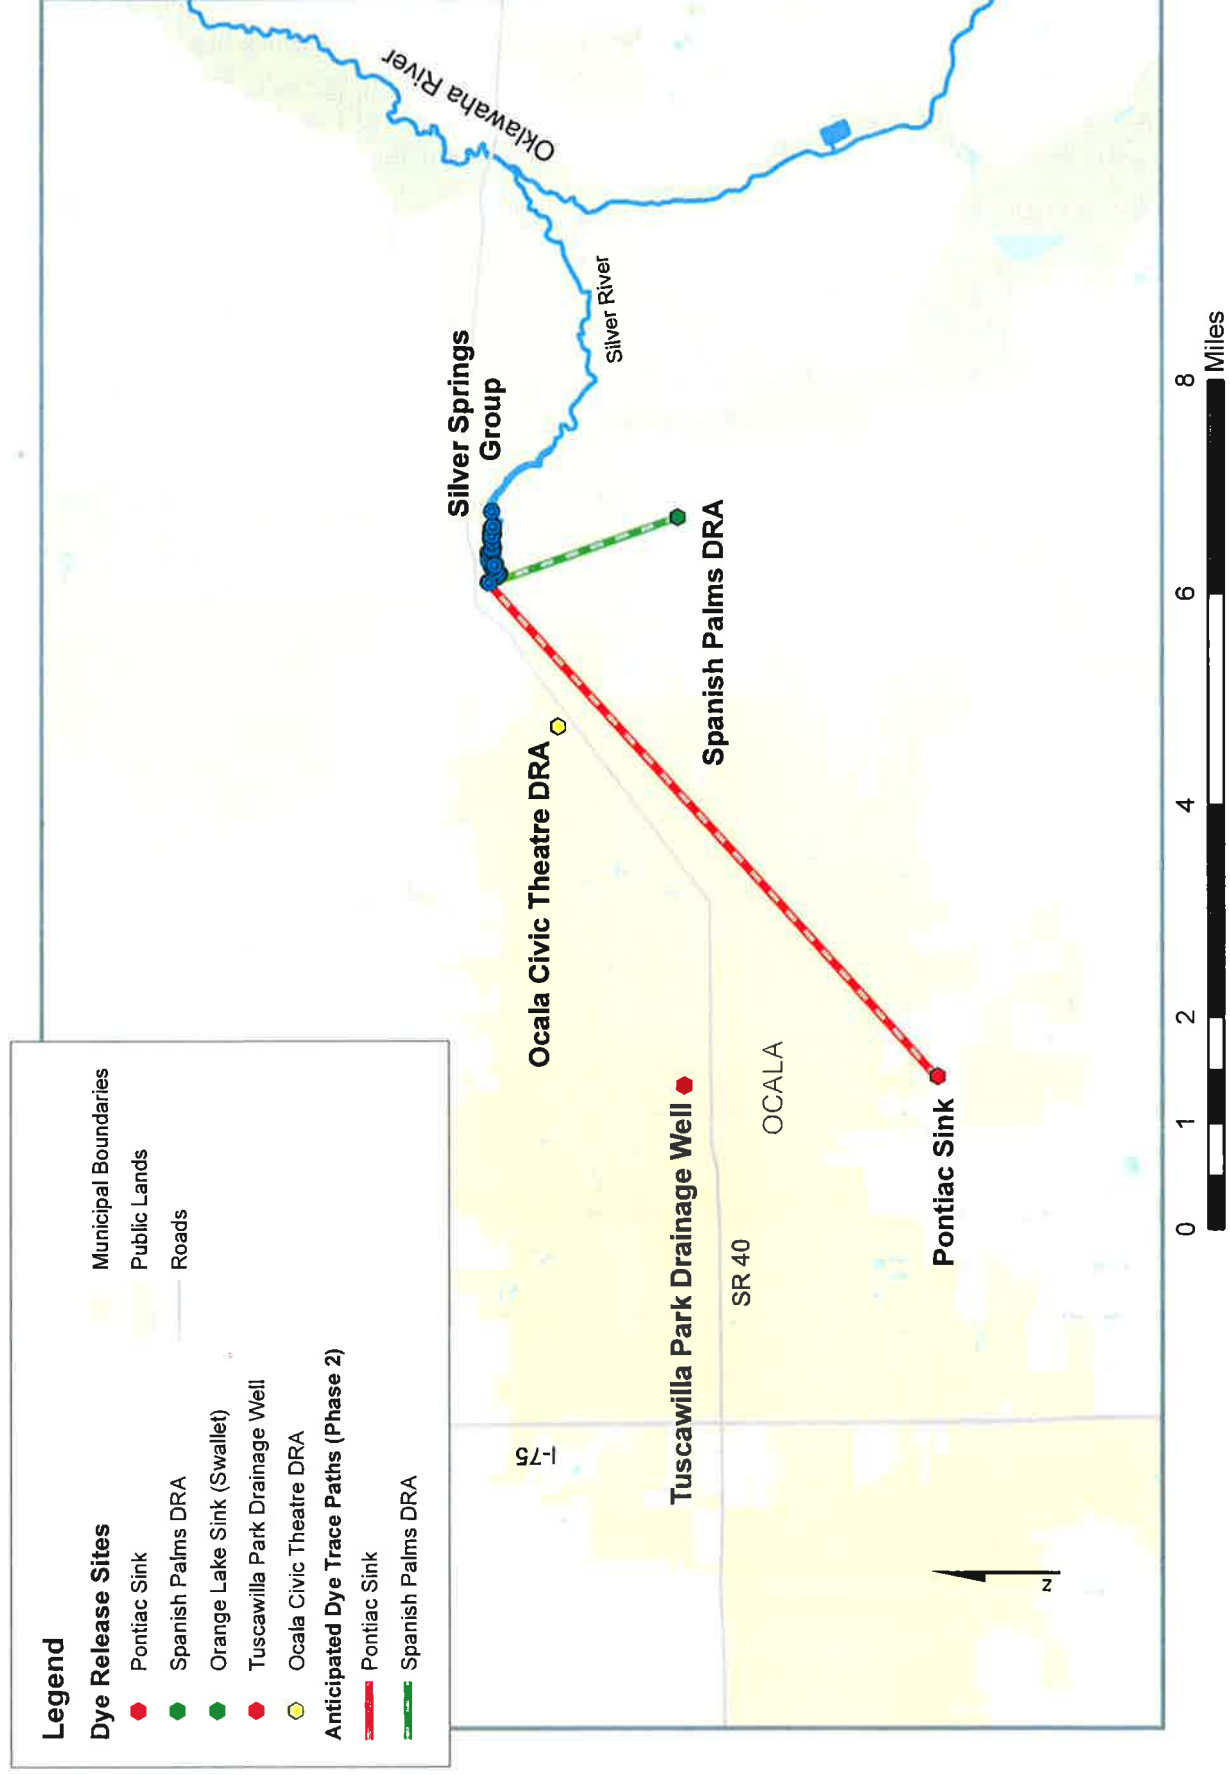 Legend
Dye Release Sites
Pontiac Sink
Spanish Palms DRA
Orange Lake Sink (Swallet)
Tuscawilla Park Drainage Well
Ocala Civic Theatre DRA
Anticipated Dye Trace Paths (Phase 2)
Pontiac Sink
Spanish Palms DRA
Municipal Boundaries
Public Lands
Roads
Oklawaha River
Silver Springs
Group
Silver River
Ocala Civic Theatre DRA
Spanish Palms DRA
Tuscawilla Park Drainage Well
OCALA
SR 40
I-75
Pontiac Sink
N
0 1 2 4 6 8
Miles